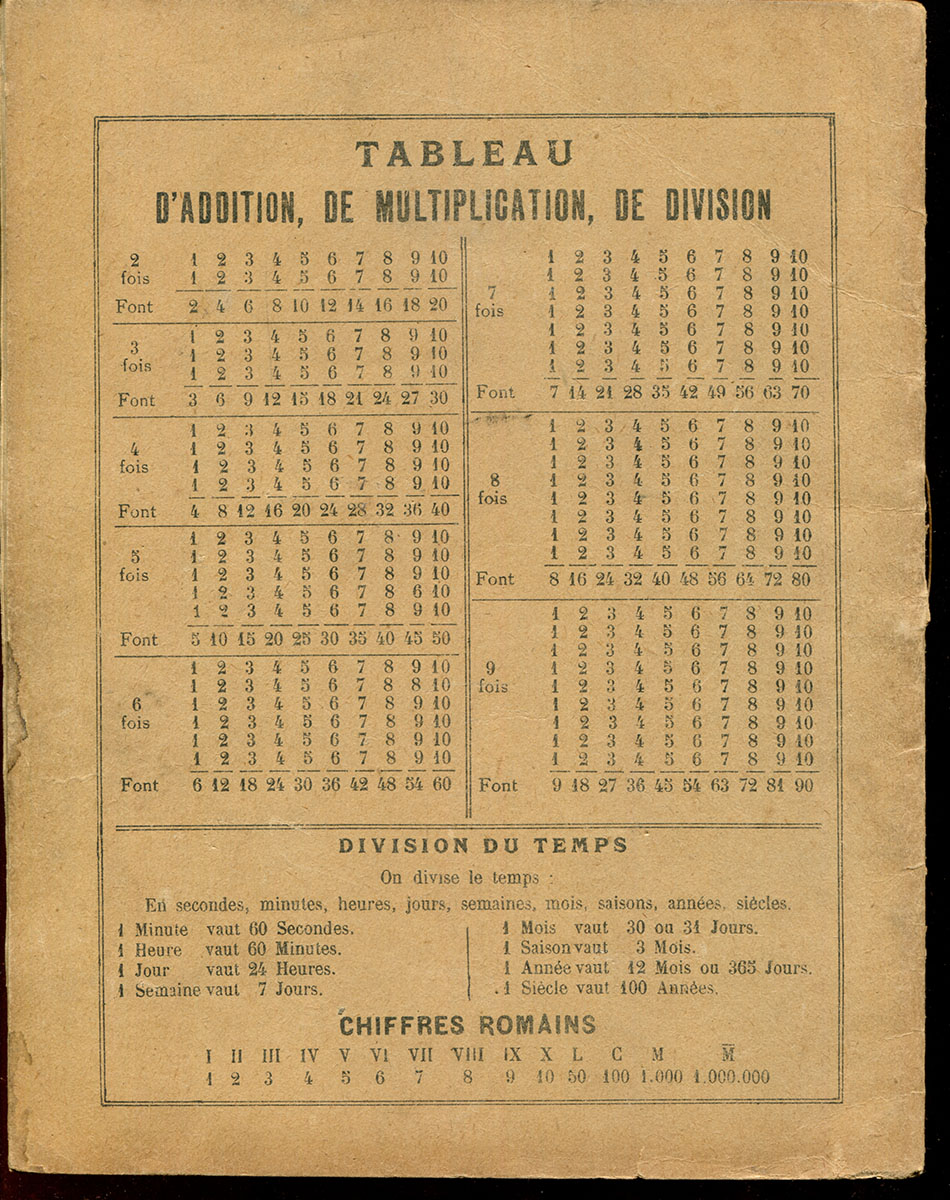 TABLEAU
D'ADDITION, DE MULTIPLICATION, DE DIVISION
2 1 2 3 4 5 6 7 8 9 10
fois 1 2 3 4 5 6 7 8 9 10
Font 2 4 6 8 10 12 14 16 18 20
1 2 3 4 5 6 7 8 9 10
3 1 2 3 4 5 6 7 8 9 10
fois 1 2 3 4 5 6 7 8 9 10
Font 3 6 9 12 15 18 21 24 27 30
1 2 3 4 5 6 7 8 9 10
4 1 2 3 4 5 6 7 8 9 10
fois 1 2 3 4 5 6 7 8 9 10
1 2 3 4 5 6 7 8 9 10
Font 4 8 12 16 20 24 28 32 36 40
1 2 3 4 5 6 7 8 9 10
5 1 2 3 4 5 6 7 8 9 10
fois 1 2 3 4 5 6 7 8 9 10
1 2 3 4 5 6 7 8 6 10
1 2 3 4 5 6 7 8 9 10
Font 5 10 15 20 25 30 35 40 45 50
1 2 3 4 5 6 7 8 9 10
1 2 3 4 5 6 7 8 8 10
6 1 2 3 4 5 6 7 8 9 10
fois 1 2 3 4 5 6 7 8 9 10
1 2 3 4 5 6 7 8 9 10
1 2 3 4 5 6 7 8 9 10
Font 6 12 18 24 30 36 42 48 54 60
1 2 3 4 5 6 7 8 9 10
1 2 3 4 5 6 7 8 9 10
7 1 2 3 4 5 6 7 8 9 10
fois 1 2 3 4 5 6 7 8 9 10
1 2 3 4 5 6 7 8 9 10
1 2 3 4 5 6 7 8 9 10
1 2 3 4 5 6 7 8 9 10
Font 7 14 21 28 35 42 49 56 63 70
1 2 3 4 5 6 7 8 9 10
1 2 3 4 5 6 7 8 9 10
1 2 3 4 5 6 7 8 9 10
8 1 2 3 4 5 6 7 8 9 10
fois 1 2 3 4 5 6 7 8 9 10
1 2 3 4 5 6 7 8 9 10
1 2 3 4 5 6 7 8 9 10
1 2 3 4 5 6 7 8 9 10
Font 8 16 24 32 40 48 56 64 72 80
1 2 3 4 5 6 7 8 9 10
1 2 3 4 5 6 7 8 9 10
1 2 3 4 5 6 7 8 9 10
9 1 2 3 4 5 6 7 8 9 10
fois 1 2 3 4 5 6 7 8 9 10
1 2 3 4 5 6 7 8 9 10
1 2 3 4 5 6 7 8 9 10
1 2 3 4 5 6 7 8 9 10
1 2 3 4 5 6 7 8 9 10
Font 9 18 27 36 45 54 63 72 81 90
DIVISION DU TEMPS
On divise le temps :
En secondes, minutes, heures, jours, semaines, mois, saisons, années, siècles.
1 Minute vaut 60 Secondes.
1 Heure vaut 60 Minutes.
1 Jour vaut 24 Heures.
1 Semaine vaut 7 Jours.
1 Mois vaut 30 ou 31 Jours.
1 Saison vaut 3 Mois.
1 Année vaut 12 Mois ou 365 Jours.
1 Siècle vaut 100 Années.
CHIFFRES ROMAINS
I II III IV V VI VII VIII IX X L C M M̅
1 2 3 4 5 6 7 8 9 10 50 100 1.000 1.000.000